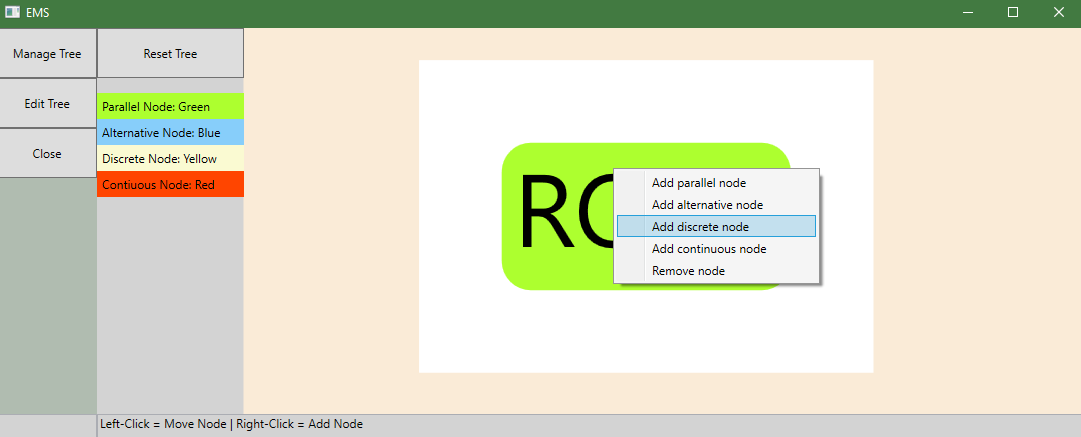 EMS
Manage Tree
Reset Tree
Edit Tree
Close
Parallel Node: Green
Alternative Node: Blue
Discrete Node: Yellow
Contiuous Node: Red
Add parallel node
Add alternative node
Add discrete node
Add continuous node
Remove node
Left-Click = Move Node | Right-Click = Add Node